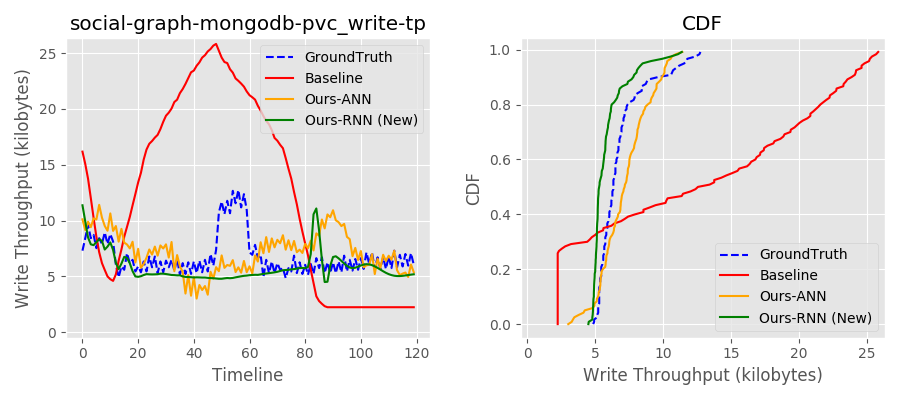 social-graph-mongodb-pvc_write-tp
Write Throughput (kilobytes)
25
20
15
10
5
0
0 20 40 60 80 100 120
Timeline
GroundTruth
Baseline
Ours-ANN
Ours-RNN (New)
CDF
CDF
1.0
0.8
0.6
0.4
0.2
0.0
0 5 10 15 20 25
Write Throughput (kilobytes)
GroundTruth
Baseline
Ours-ANN
Ours-RNN (New)